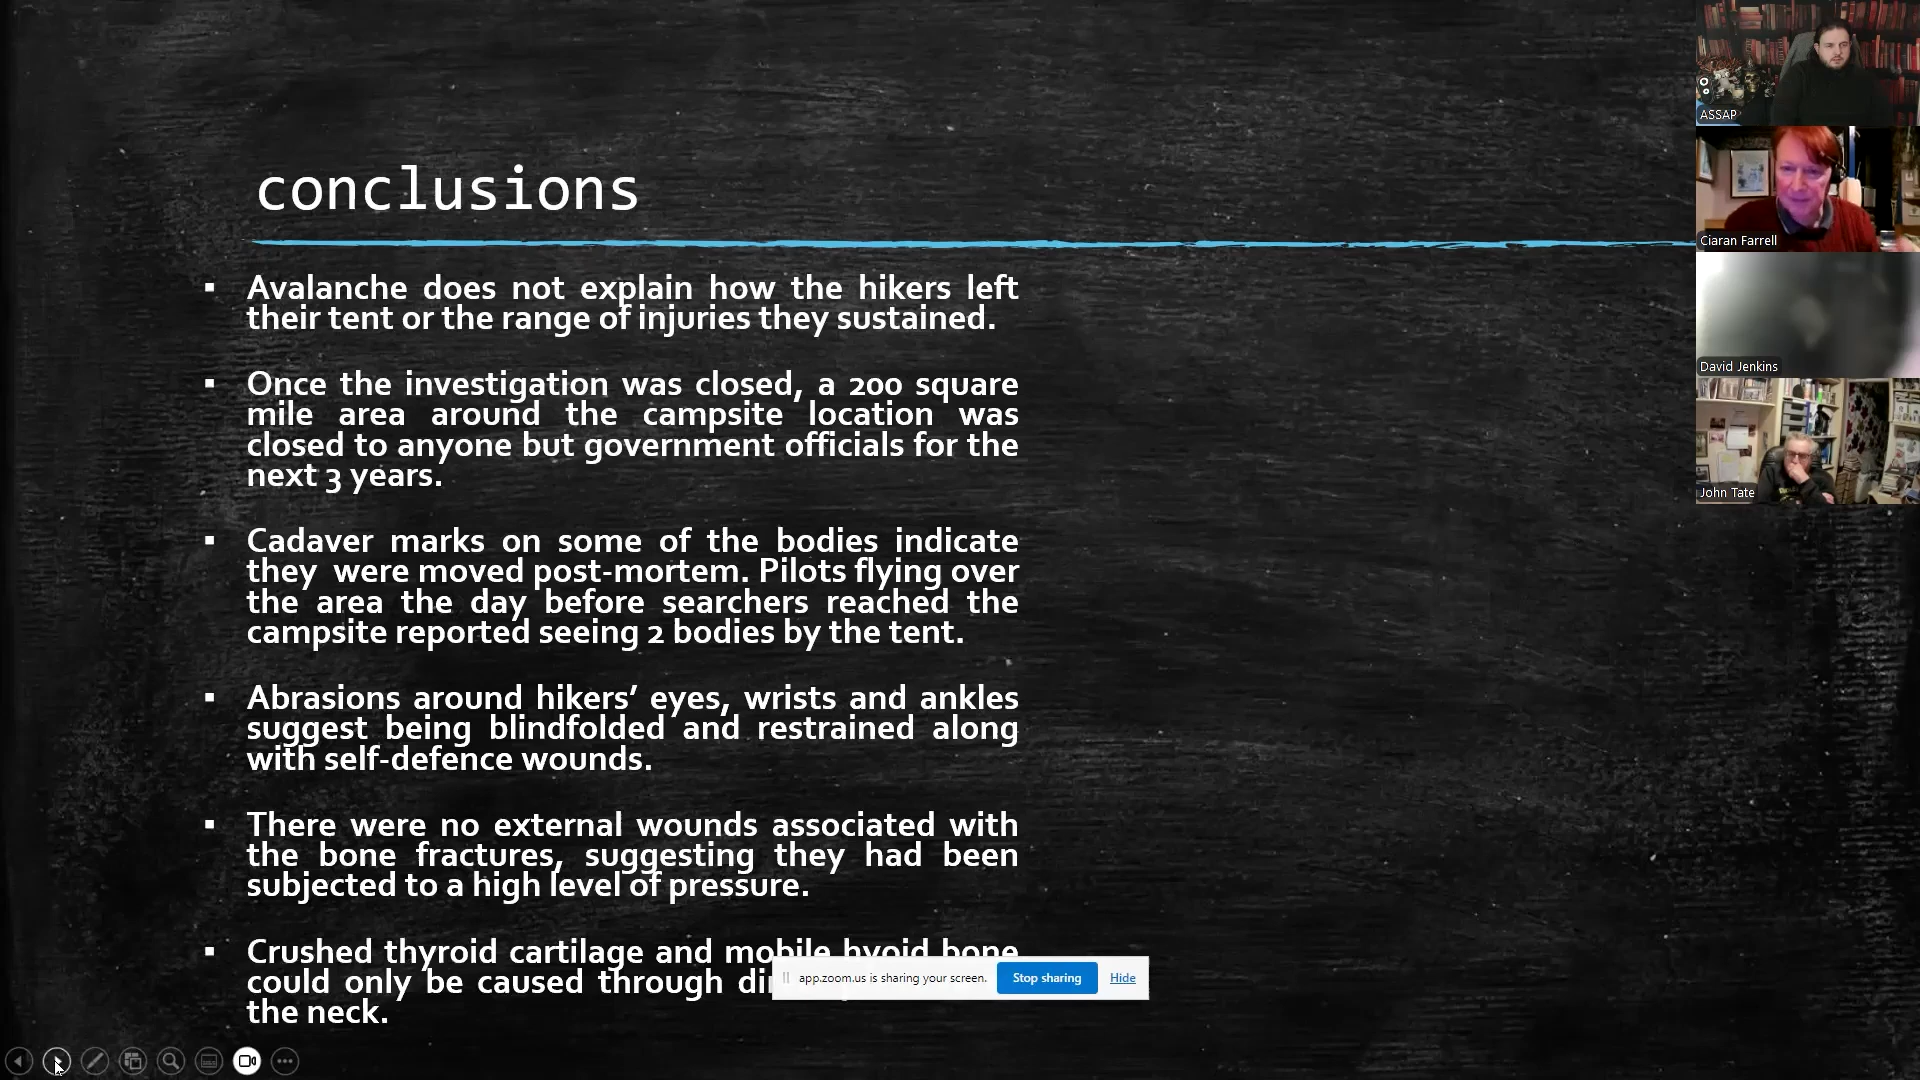 conclusions
▪ Avalanche does not explain how the hikers left
their tent or the range of injuries they sustained.
▪ Once the investigation was closed, a 200 square
mile area around the campsite location was
closed to anyone but government officials for the
next 3 years.
▪ Cadaver marks on some of the bodies indicate
they were moved post-mortem. Pilots flying over
the area the day before searchers reached the
campsite reported seeing 2 bodies by the tent.
▪ Abrasions around hikers’ eyes, wrists and ankles
suggest being blindfolded and restrained along
with self-defence wounds.
▪ There were no external wounds associated with
the bone fractures, suggesting they had been
subjected to a high level of pressure.
▪ Crushed thyroid cartilage and mobile hyoid bone
could only be caused through
the neck.
app.zoom.us is sharing your screen.
Stop sharing
Hide
ASSAP
Ciaran Farrell
David Jenkins
John Tate